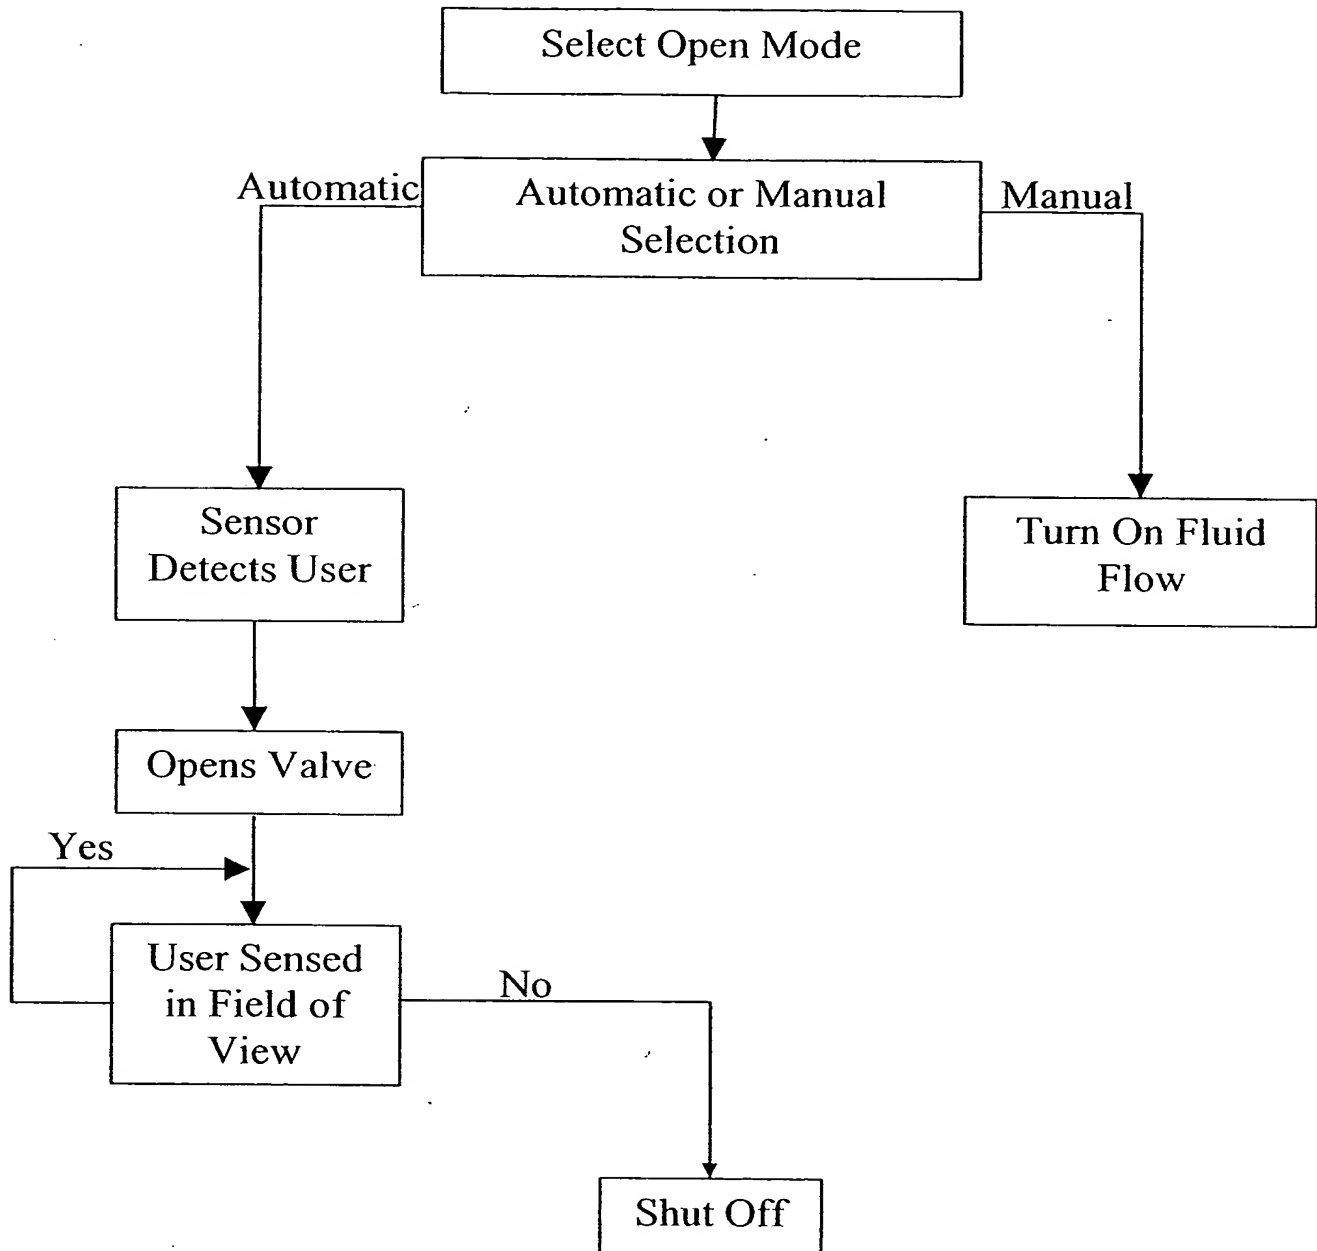 Select Open Mode
Automatic
Automatic or Manual
Selection
Manual
Sensor
Detects User
Turn On Fluid
Flow
Opens Valve
Yes
User Sensed
in Field of
View
No
Shut Off